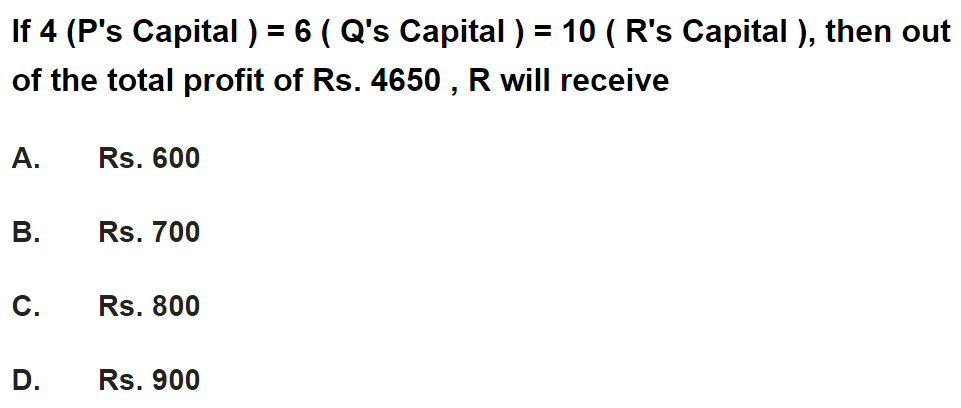 If 4 (P's Capital ) = 6 ( Q's Capital ) = 10 ( R's Capital ), then out
of the total profit of Rs. 4650 , R will receive
A. Rs. 600
B. Rs. 700
C. Rs. 800
D. Rs. 900